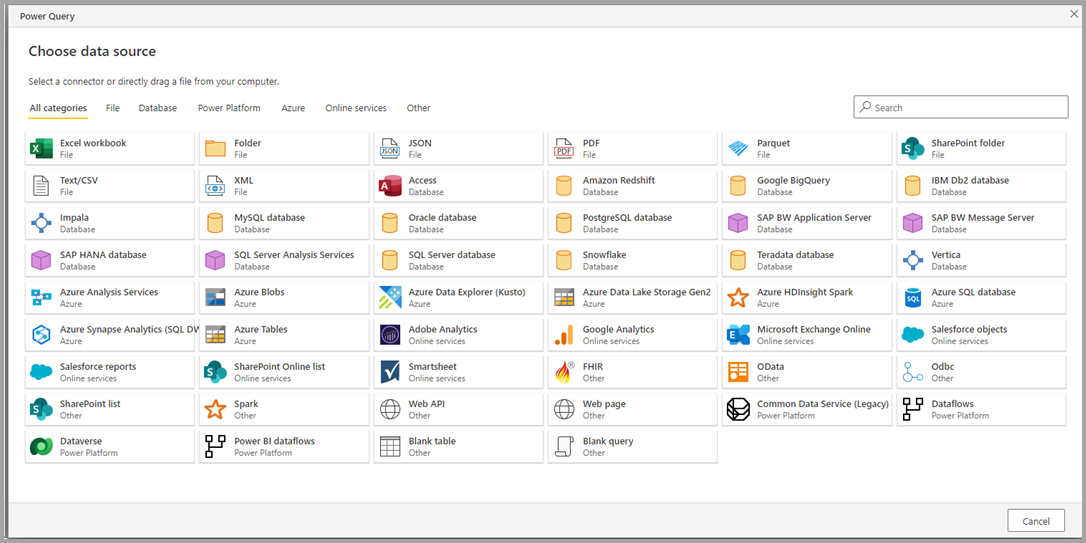 Power Query
Choose data source
Select a connector or directly drag a file from your computer.
All categories File Database Power Platform Azure Online services Other Search
Excel workbook Folder JSON PDF Parquet SharePoint folder
File File File File File File
Text/CSV XML Access Amazon Redshift Google BigQuery IBM Db2 database
File File Database Database Database Database
Impala MySQL database Oracle database PostgreSQL database SAP BW Application Server SAP BW Message Server
Database Database Database Database Database Database
SAP HANA database SQL Server Analysis Services SQL Server database Snowflake Teradata database Vertica
Database Database Database Database Database Database
Azure Analysis Services Azure Blobs Azure Data Explorer (Kusto) Azure Data Lake Storage Gen2 Azure HDInsight Spark Azure SQL database
Azure Azure Azure Azure Azure Azure
Azure Synapse Analytics (SQL DW Azure Tables Adobe Analytics Google Analytics Microsoft Exchange Online Salesforce objects
Azure Azure Online services Online services Online services Online services
Salesforce reports SharePoint Online list Smartsheet FHIR OData Odbc
Online services Online services Online services Other Other Other
SharePoint list Spark Web API Web page Common Data Service (Legacy) Dataflows
Other Other Other Other Power Platform Power Platform
Dataverse Power BI dataflows Blank table Blank query
Power Platform Power Platform Other Other
Cancel